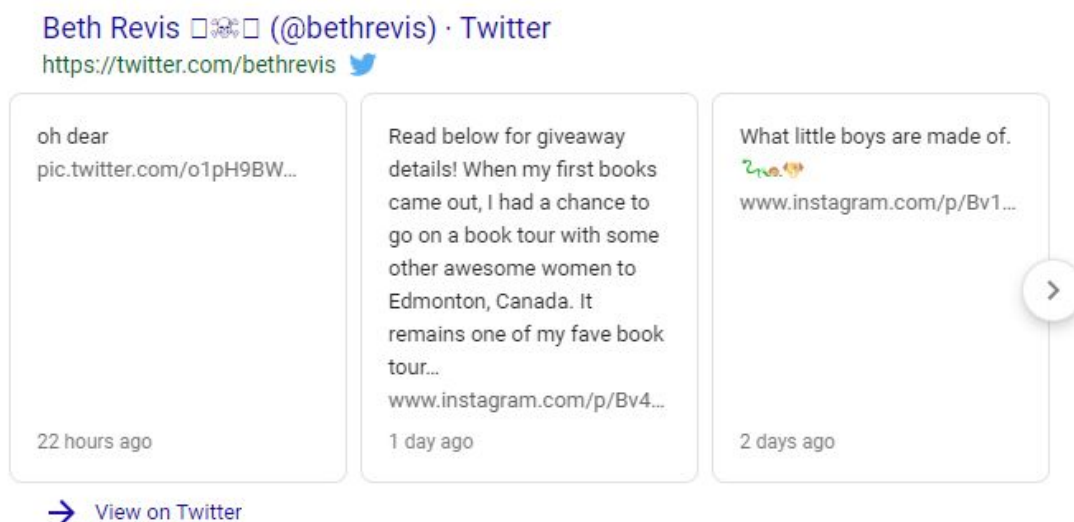 Beth Revis □☠□ (@bethrevis) · Twitter
https://twitter.com/bethrevis
oh dear
pic.twitter.com/o1pH9BW...
22 hours ago
Read below for giveaway
details! When my first books
came out, I had a chance to
go on a book tour with some
other awesome women to
Edmonton, Canada. It
remains one of my fave book
tour...
www.instagram.com/p/Bv4...
1 day ago
What little boys are made of.
🐍🐌🐶
www.instagram.com/p/Bv1...
2 days ago
View on Twitter